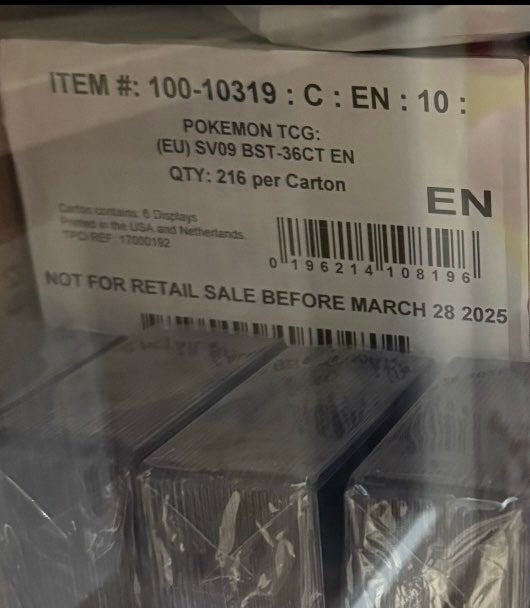 ITEM #: 100-10319 : C : EN : 10 :
POKEMON TCG:
(EU) SV09 BST-36CT EN
QTY: 216 per Carton
EN
Carton contains: 6 Displays
Printed in the USA and Netherlands.
TPCI REF: 17000192
0 196214 108196
NOT FOR RETAIL SALE BEFORE MARCH 28 2025